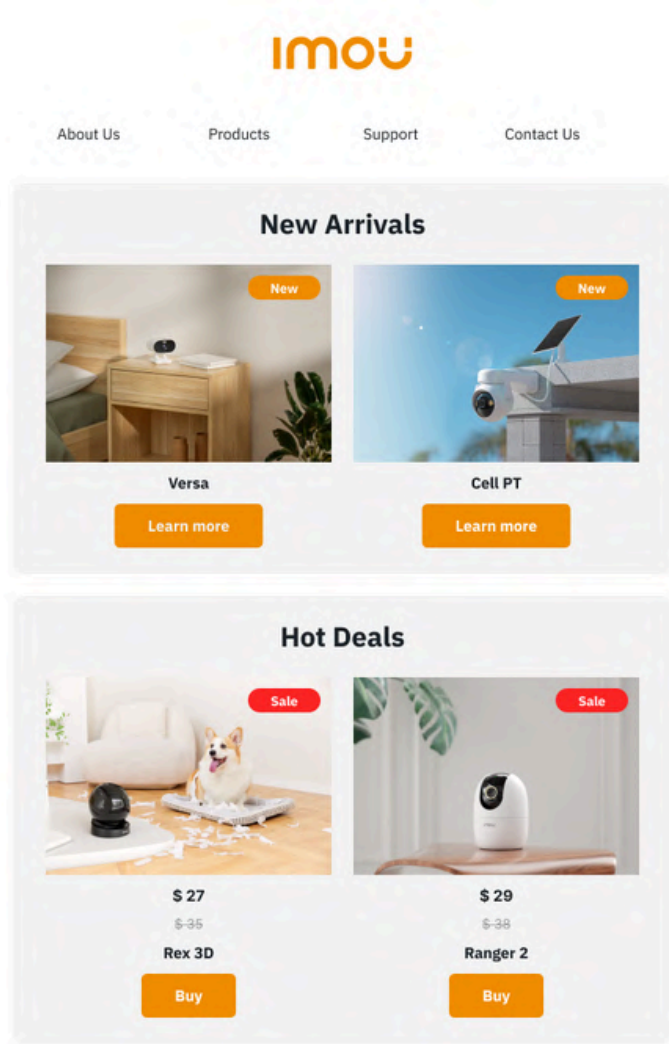 imou
About Us Products Support Contact Us
New Arrivals
New
New
Versa
Cell PT
Learn more
Learn more
Hot Deals
Sale
Sale
$ 27
$ 35
Rex 3D
Buy
$ 29
$ 38
Ranger 2
Buy
imou